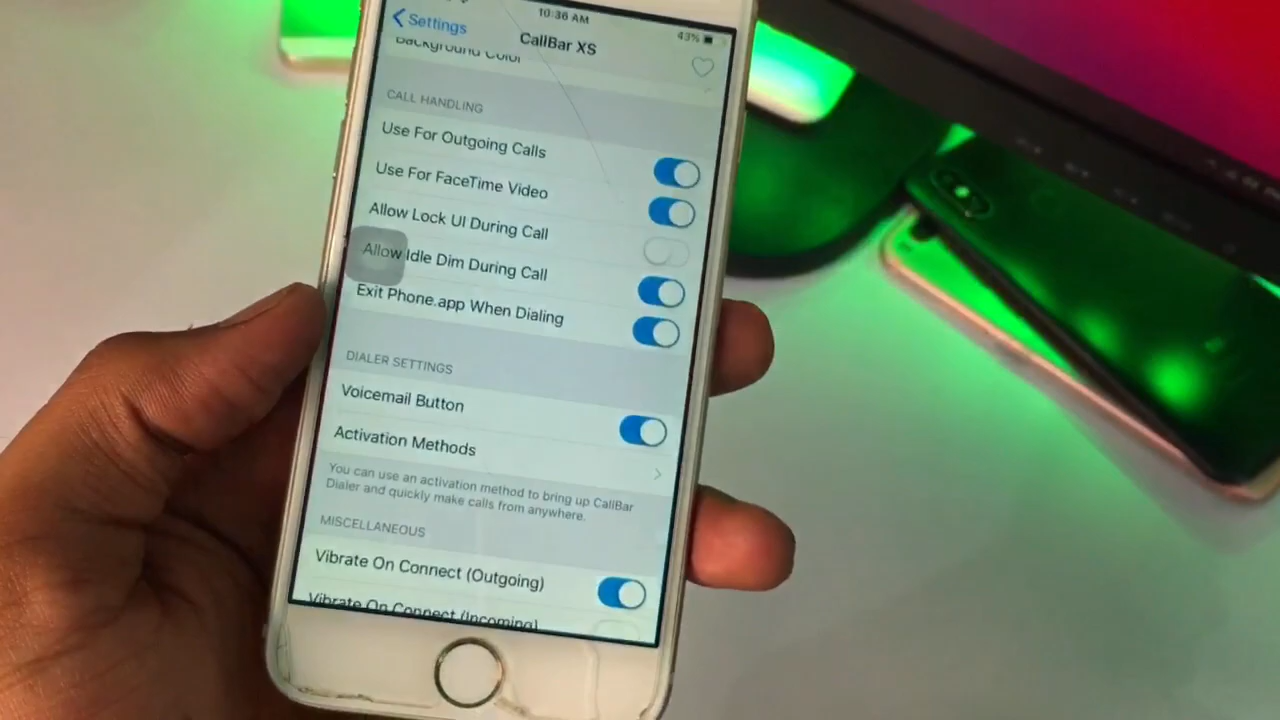 10:36 AM
43%
Settings
CallBar XS
Background Color
CALL HANDLING
Use For Outgoing Calls
Use For FaceTime Video
Allow Lock UI During Call
Allow Idle Dim During Call
Exit Phone.app When Dialing
DIALER SETTINGS
Voicemail Button
Activation Methods
You can use an activation method to bring up CallBar
Dialer and quickly make calls from anywhere.
MISCELLANEOUS
Vibrate On Connect (Outgoing)
Vibrate On Connect (Incoming)